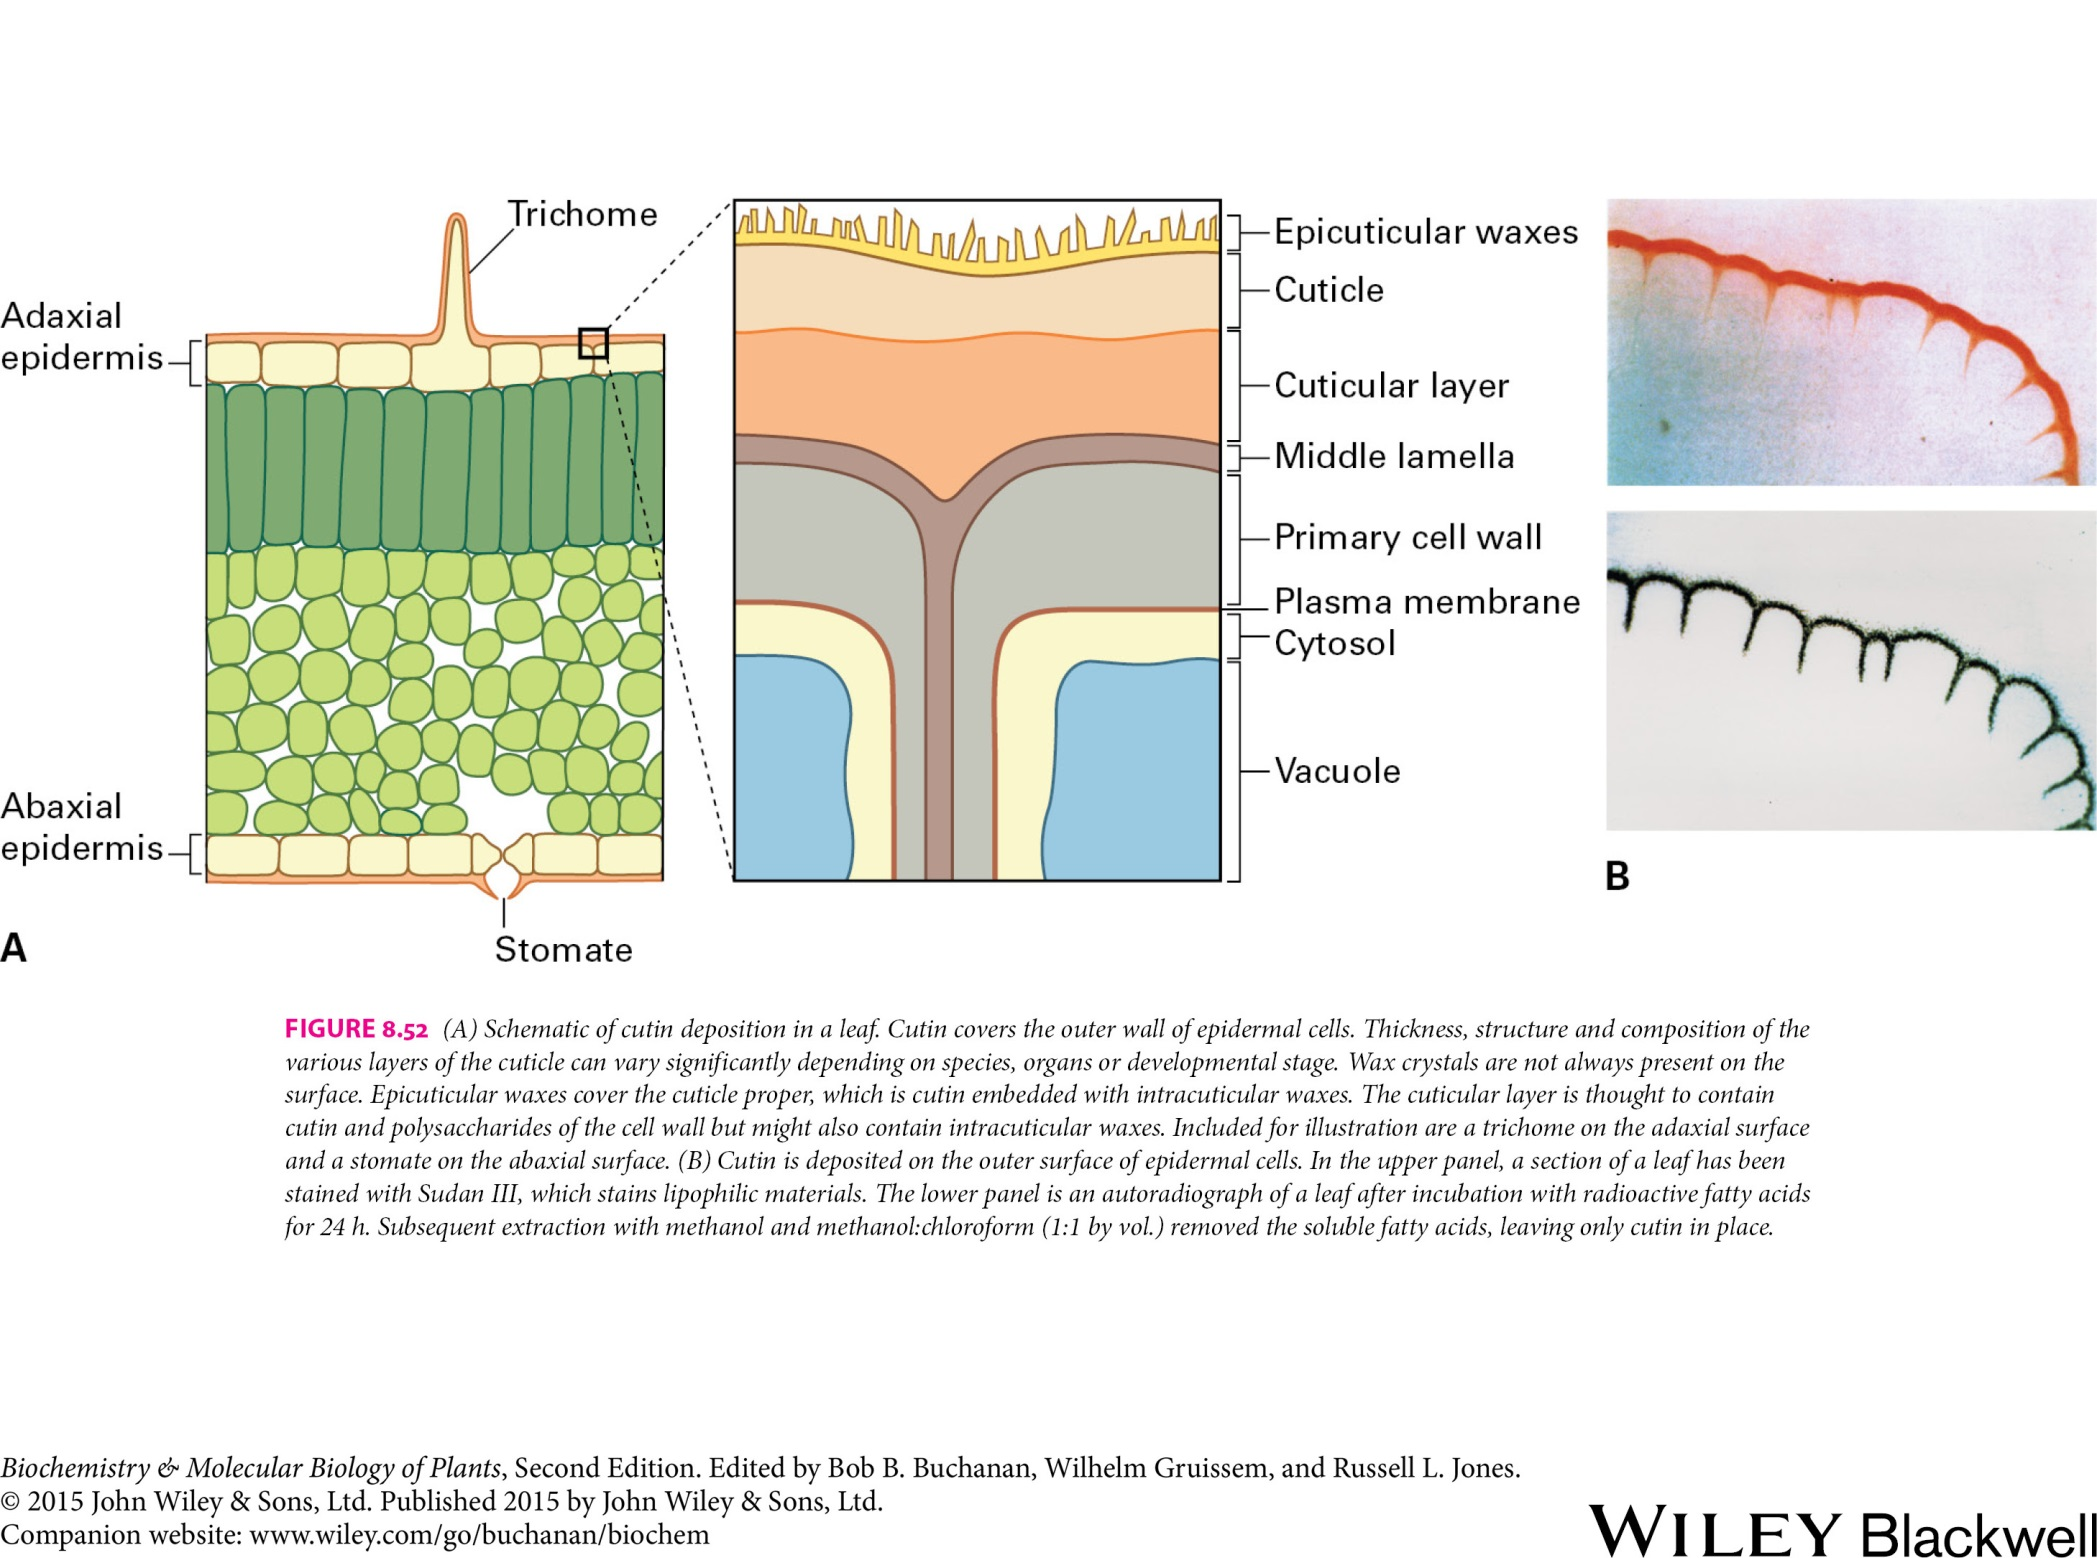 Trichome
Adaxial
epidermis
Abaxial
epidermis
Stomate
A
Epicuticular waxes
Cuticle
Cuticular layer
Middle lamella
Primary cell wall
Plasma membrane
Cytosol
Vacuole
B
FIGURE 8.52 (A) Schematic of cutin deposition in a leaf. Cutin covers the outer wall of epidermal cells. Thickness, structure and composition of the
various layers of the cuticle can vary significantly depending on species, organs or developmental stage. Wax crystals are not always present on the
surface. Epicuticular waxes cover the cuticle proper, which is cutin embedded with intracuticular waxes. The cuticular layer is thought to contain
cutin and polysaccharides of the cell wall but might also contain intracuticular waxes. Included for illustration are a trichome on the adaxial surface
and a stomate on the abaxial surface. (B) Cutin is deposited on the outer surface of epidermal cells. In the upper panel, a section of a leaf has been
stained with Sudan III, which stains lipophilic materials. The lower panel is an autoradiograph of a leaf after incubation with radioactive fatty acids
for 24 h. Subsequent extraction with methanol and methanol:chloroform (1:1 by vol.) removed the soluble fatty acids, leaving only cutin in place.
Biochemistry & Molecular Biology of Plants, Second Edition. Edited by Bob B. Buchanan, Wilhelm Gruissem, and Russell L. Jones.
© 2015 John Wiley & Sons, Ltd. Published 2015 by John Wiley & Sons, Ltd.
Companion website: www.wiley.com/go/buchanan/biochem
WILEY Blackwell